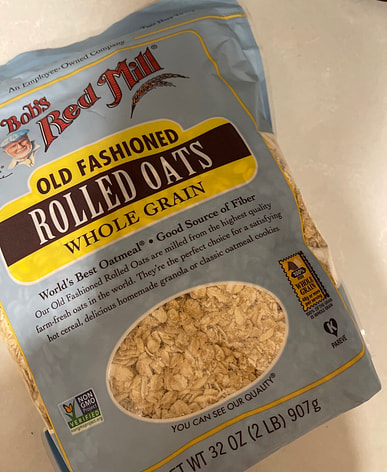 An Employee-Owned Company
Bob's
Red Mill
OLD FASHIONED
ROLLED OATS
WHOLE GRAIN
World's Best Oatmeal® • Good Source of Fiber
Our Old Fashioned Rolled Oats are milled from the highest quality
farm-fresh oats in the world. They're the perfect choice for a satisfying
hot cereal, delicious homemade granola or classic oatmeal cookies
WHOLE
GRAIN
K
PAREVE
NON
GMO
Project
VERIFIED
YOU CAN SEE OUR QUALITY®
NET WT 32 OZ (2 LB) 907g